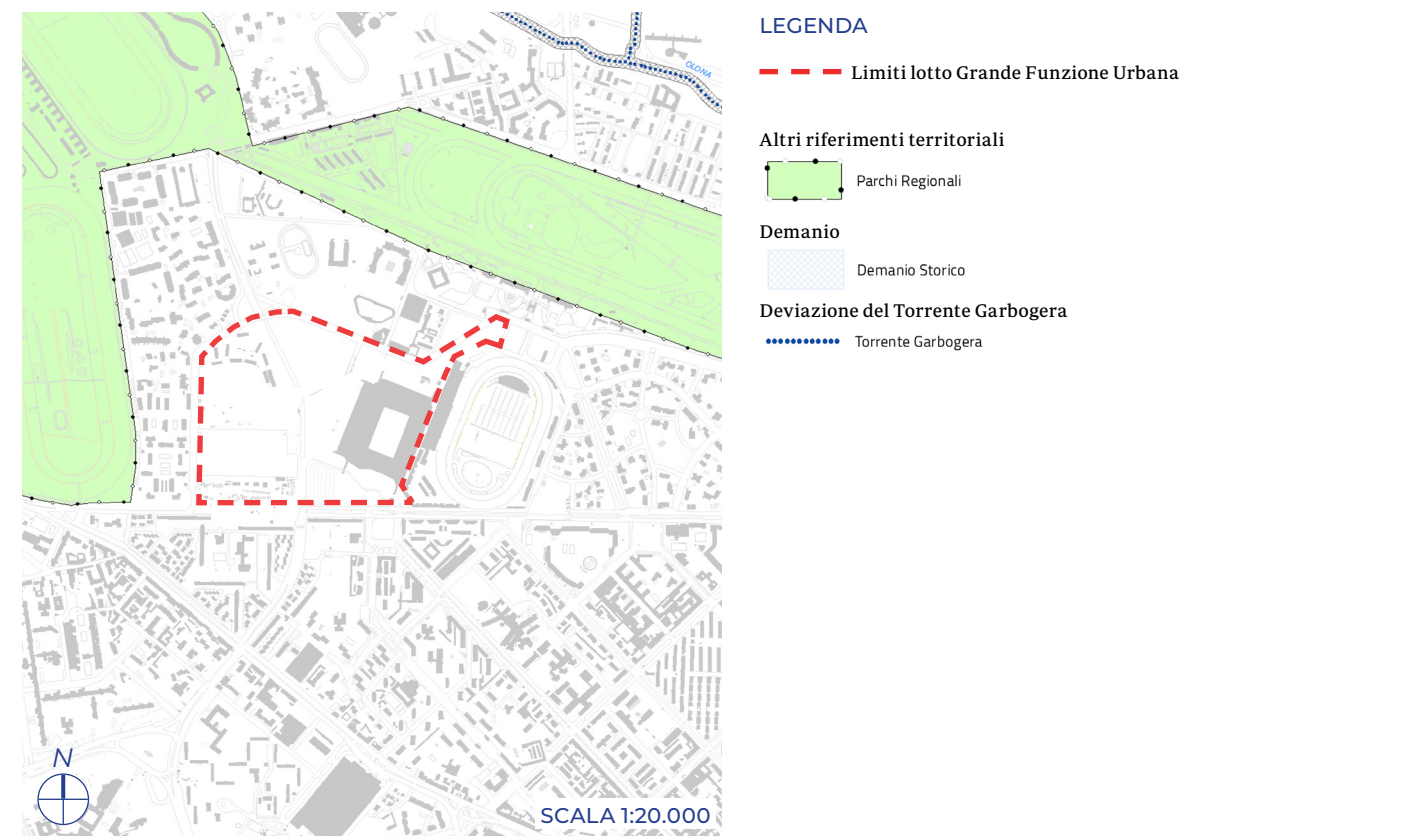 OLONA
N
SCALA 1:20.000
LEGENDA
Limiti lotto Grande Funzione Urbana
Altri riferimenti territoriali
Parchi Regionali
Demanio
Demanio Storico
Deviazione del Torrente Garbogera
Torrente Garbogera